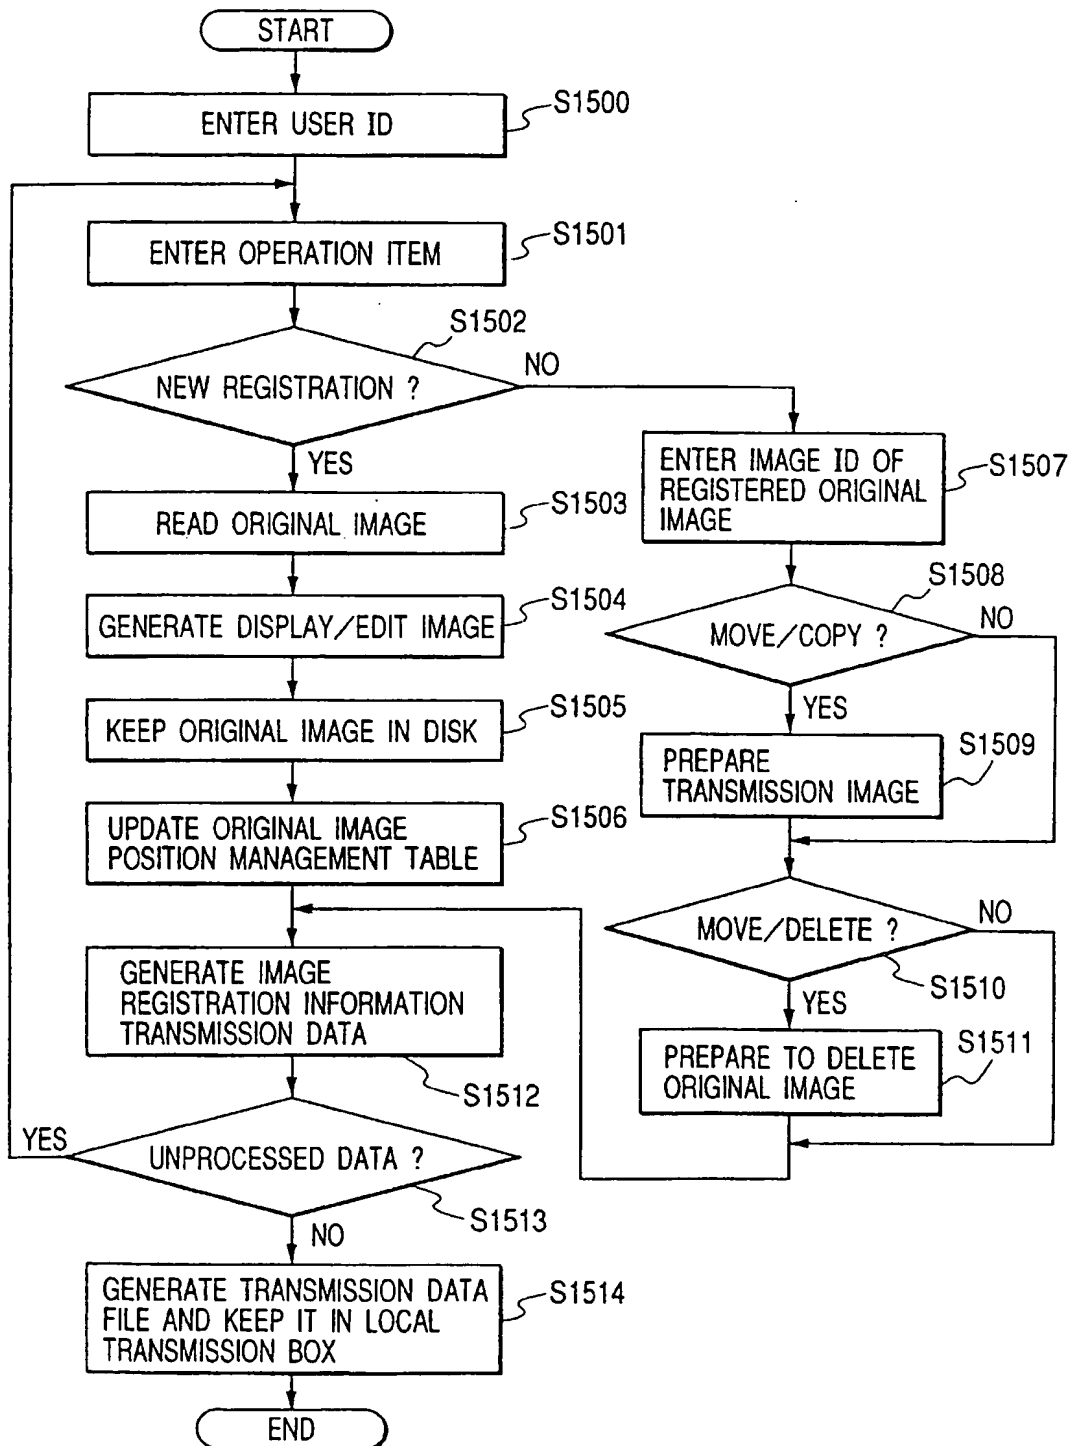 START
ENTER USER ID
S1500
ENTER OPERATION ITEM
S1501
NEW REGISTRATION ?
S1502
NO
YES
READ ORIGINAL IMAGE
S1503
GENERATE DISPLAY/EDIT IMAGE
S1504
KEEP ORIGINAL IMAGE IN DISK
S1505
UPDATE ORIGINAL IMAGE
POSITION MANAGEMENT TABLE
S1506
ENTER IMAGE ID OF
REGISTERED ORIGINAL
IMAGE
S1507
MOVE/COPY ?
S1508
NO
YES
PREPARE
TRANSMISSION IMAGE
S1509
MOVE/DELETE ?
NO
S1510
YES
PREPARE TO DELETE
ORIGINAL IMAGE
S1511
GENERATE IMAGE
REGISTRATION INFORMATION
TRANSMISSION DATA
S1512
YES
UNPROCESSED DATA ?
S1513
NO
GENERATE TRANSMISSION DATA
FILE AND KEEP IT IN LOCAL
TRANSMISSION BOX
S1514
END